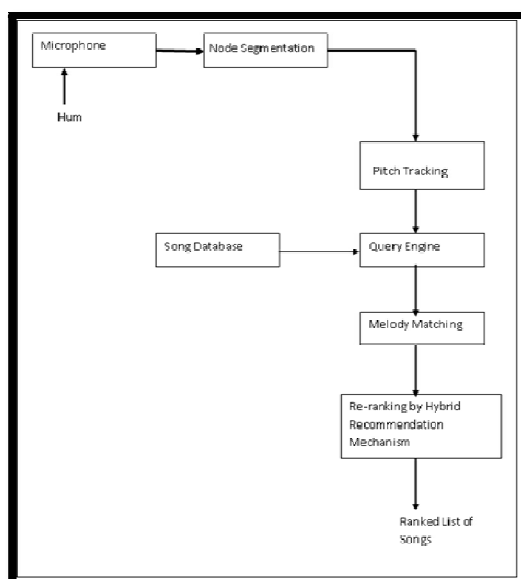 Microphone
Node Segmentation
Hum
Pitch Tracking
Song Database
Query Engine
Melody Matching
Re-ranking by Hybrid
Recommendation
Mechanism
Ranked List of
Songs